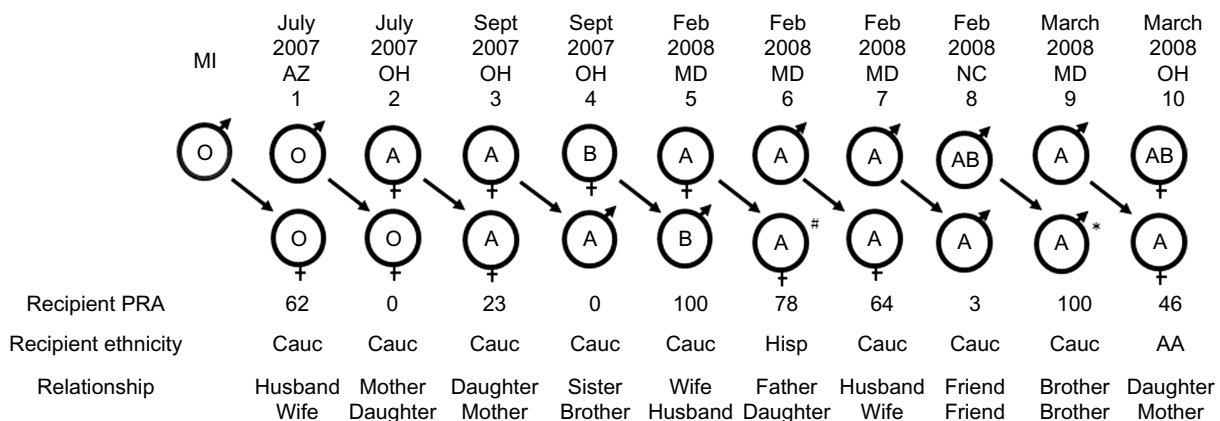 July July Sept Sept Feb Feb Feb Feb March March
2007 2007 2007 2007 2008 2008 2008 2008 2008 2008
MI AZ OH OH OH MD MD MD NC MD OH
1 2 3 4 5 6 7 8 9 10
O O A A B A A A AB A AB
O O A A B A # A A A * A
Recipient PRA 62 0 23 0 100 78 64 3 100 46
Recipient ethnicity Cauc Cauc Cauc Cauc Cauc Hisp Cauc Cauc Cauc AA
Relationship Husband Mother Daughter Sister Wife Father Husband Friend Brother Daughter
Wife Daughter Mother Brother Husband Daughter Wife Friend Brother Mother